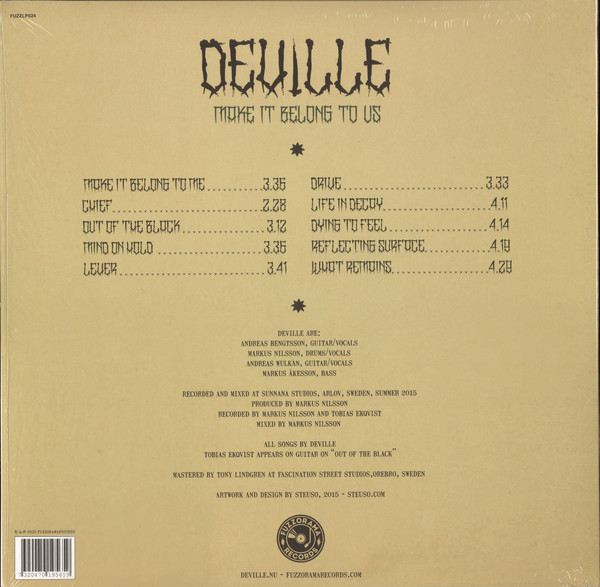 FUZZLP024
DEVILLE
MAKE IT BELONG TO US
MAKE IT BELONG TO ME 3.35
CHIEF 2.28
OUT OF THE BLACK 3.12
MIND ON HOLD 3.36
LEVER 3.41
DRIVE 3.33
LIFE IN DECAY 4.11
DYING TO FEEL 4.14
REFLECTING SURFACE 4.19
WHAT REMAINS 4.29
DEVILLE ARE:
ANDREAS BENGTSSON, GUITAR/VOCALS
MARKUS NILSSON, DRUMS/VOCALS
ANDREAS WULKAN, GUITAR/VOCALS
MARKUS ÅKESSON, BASS
RECORDED AND MIXED AT SUNNANA STUDIOS, ARLOV, SWEDEN, SUMMER 2015
PRODUCED BY MARKUS NILSSON
RECORDED BY MARKUS NILSSON AND TOBIAS EKQVIST
MIXED BY MARKUS NILSSON
ALL SONGS BY DEVILLE
TOBIAS EKQVIST APPEARS ON GUITAR ON "OUT OF THE BLACK"
MASTERED BY TONY LINDGREN AT FASCINATION STREET STUDIOS,OREBRO, SWEDEN
ARTWORK AND DESIGN BY STEUSO, 2015 - STEUSO.COM
FUZZORAMA
RECORDS
7320470195659
DEVILLE.NU - FUZZORAMARECORDS.COM